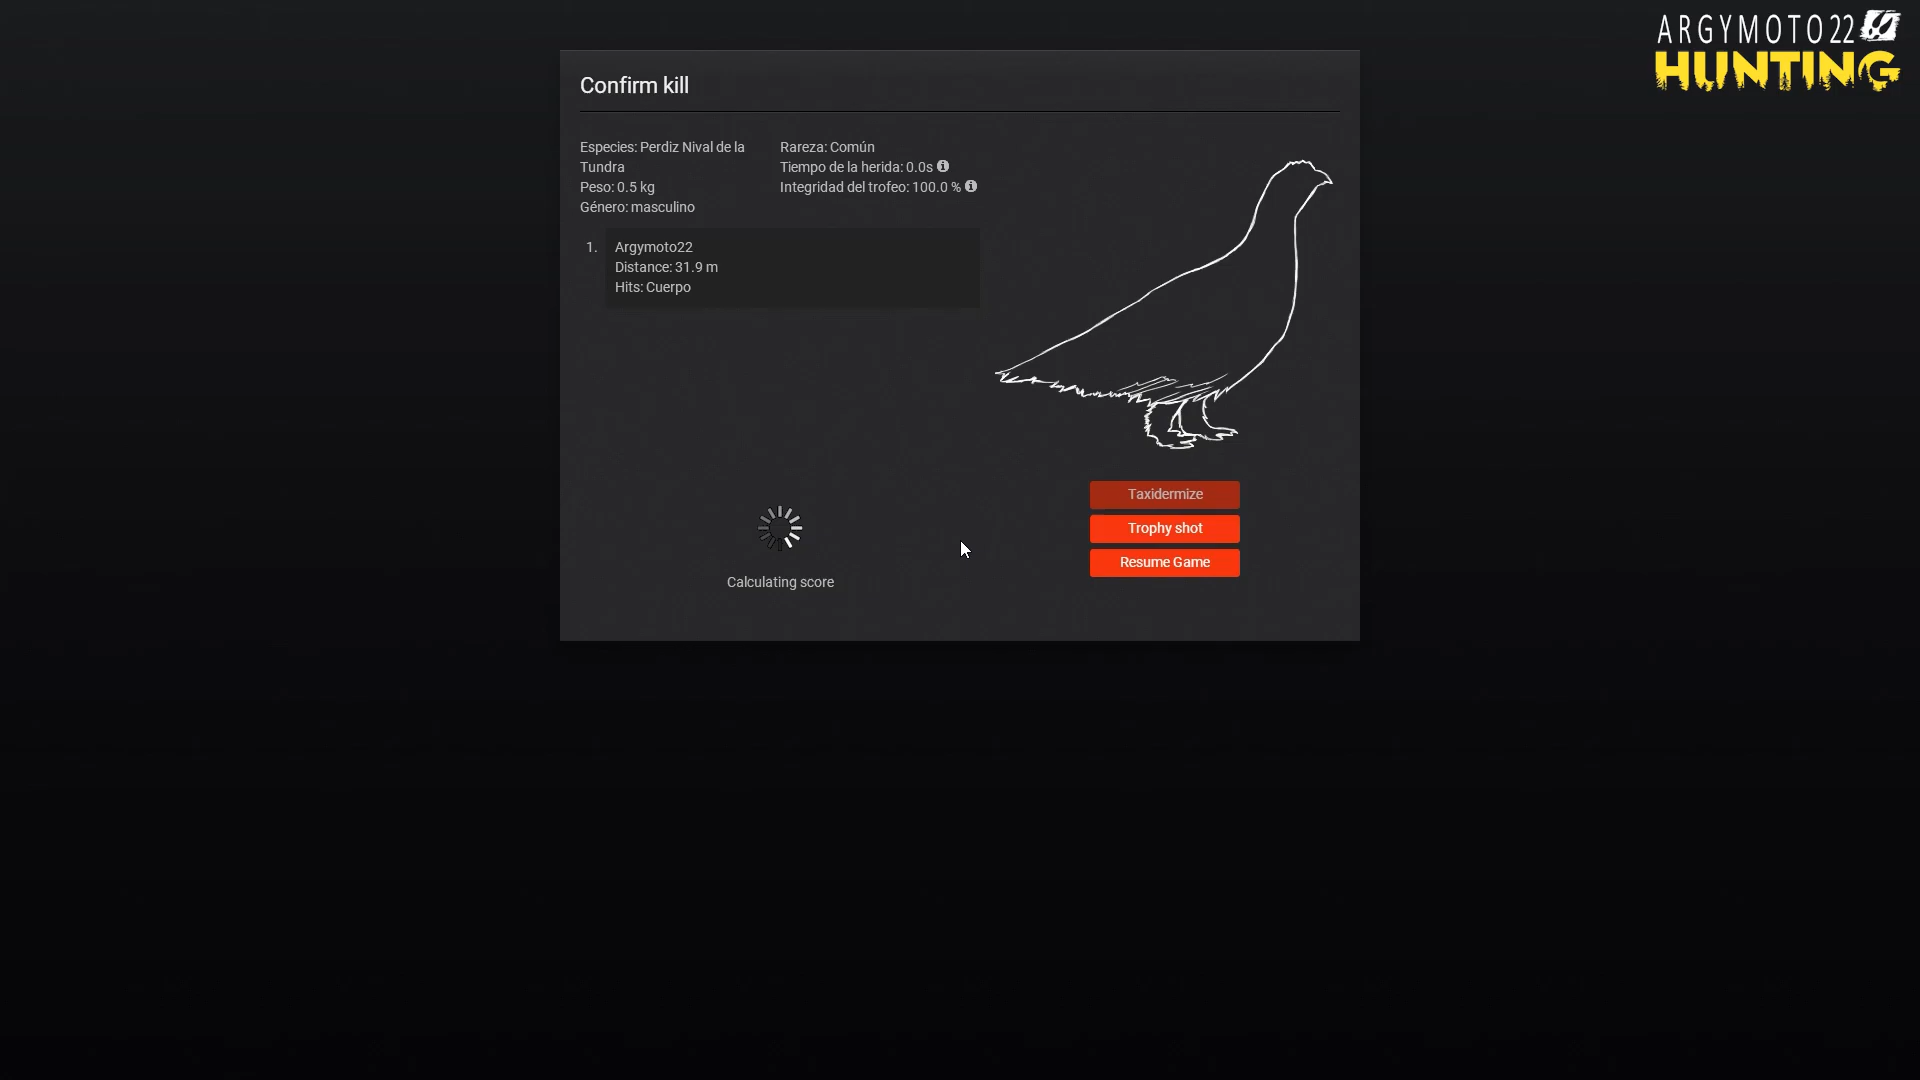 ARGYMOTO22
HUNTING
Confirm kill
Especies: Perdiz Nival de la
Tundra
Peso: 0.5 kg
Género: masculino
Rareza: Común
Tiempo de la herida: 0.0s
Integridad del trofeo: 100.0 %
1.
Argymoto22
Distance: 31.9 m
Hits: Cuerpo
Taxidermize
Trophy shot
Resume Game
Calculating score